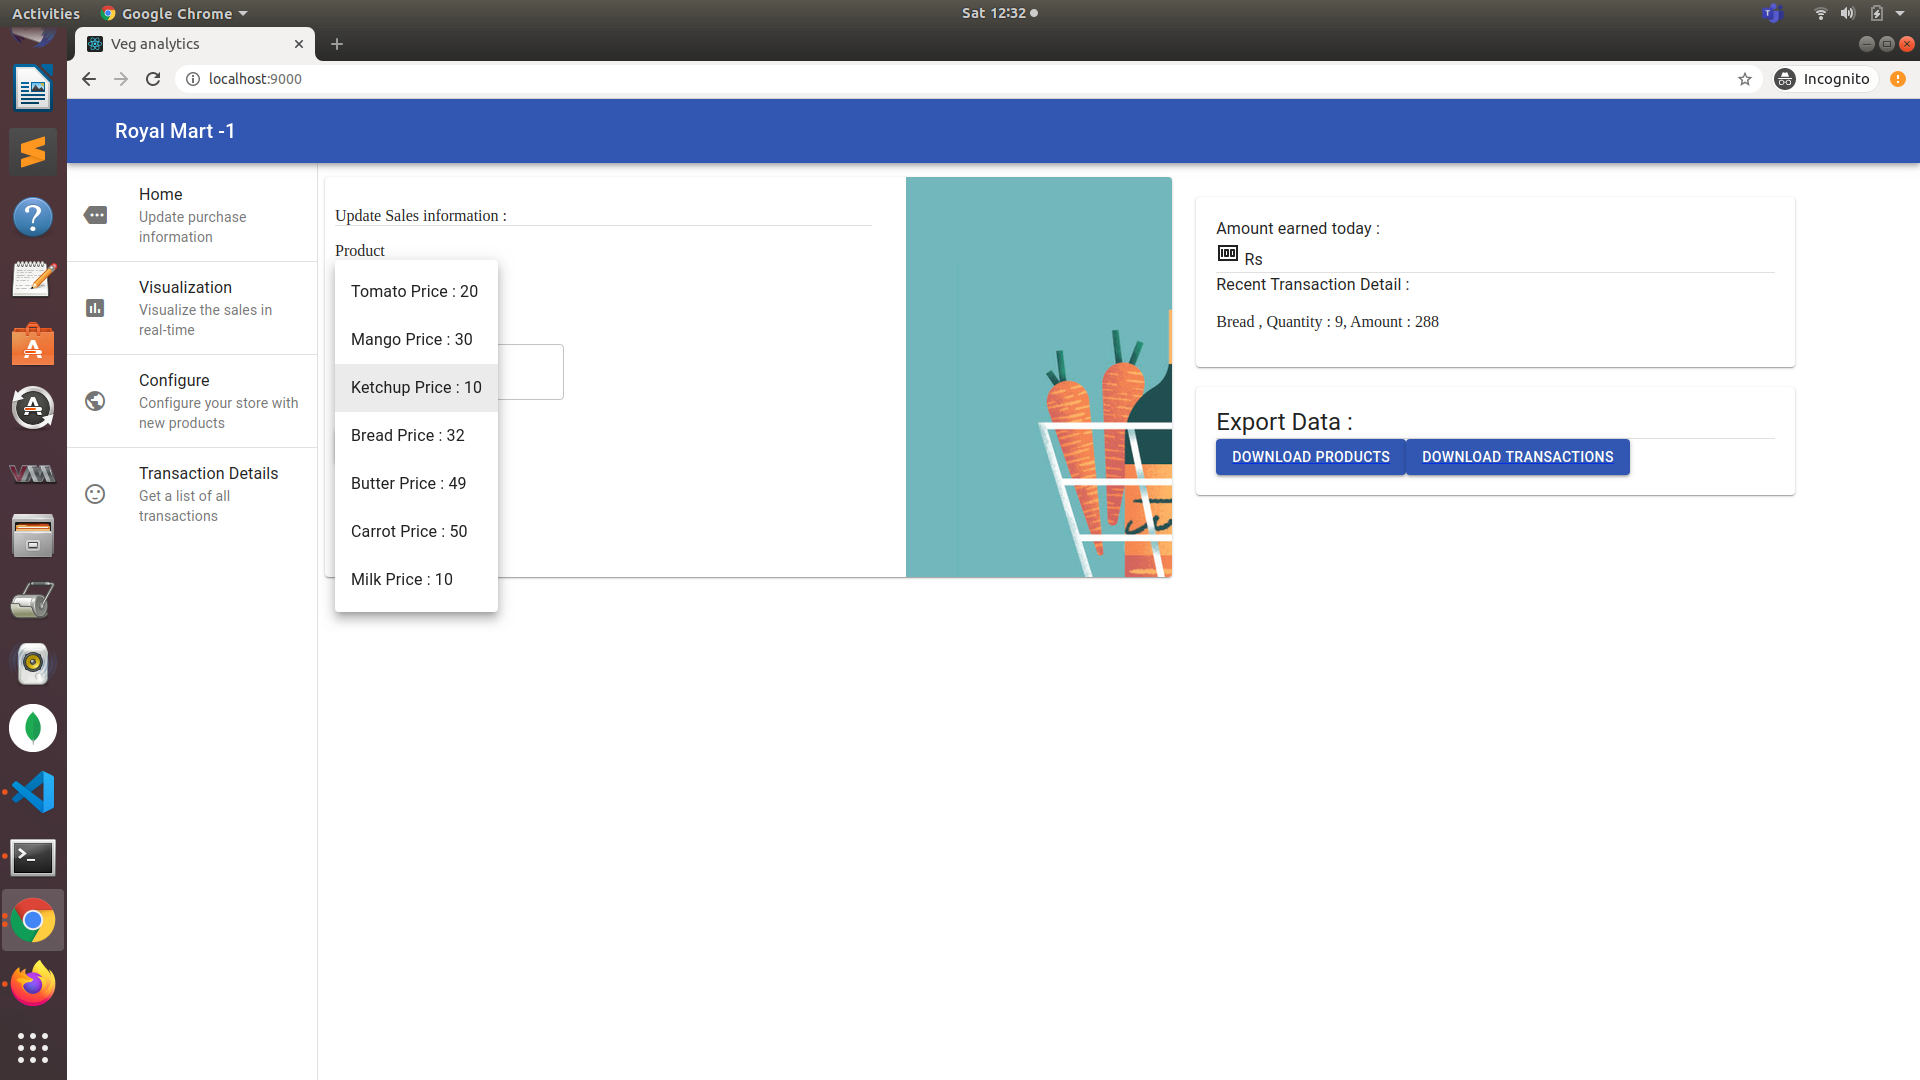 Activities
Google Chrome
Sat 12:32
Veg analytics
localhost:9000
Incognito
Royal Mart -1
Home
Update purchase
information
Visualization
Visualize the sales in
real-time
Configure
Configure your store with
new products
Transaction Details
Get a list of all
transactions
Update Sales information :
Product
Tomato Price : 20
Mango Price : 30
Ketchup Price : 10
Bread Price : 32
Butter Price : 49
Carrot Price : 50
Milk Price : 10
Amount earned today :
100 Rs
Recent Transaction Detail :
Bread , Quantity : 9, Amount : 288
Export Data :
DOWNLOAD PRODUCTS
DOWNLOAD TRANSACTIONS